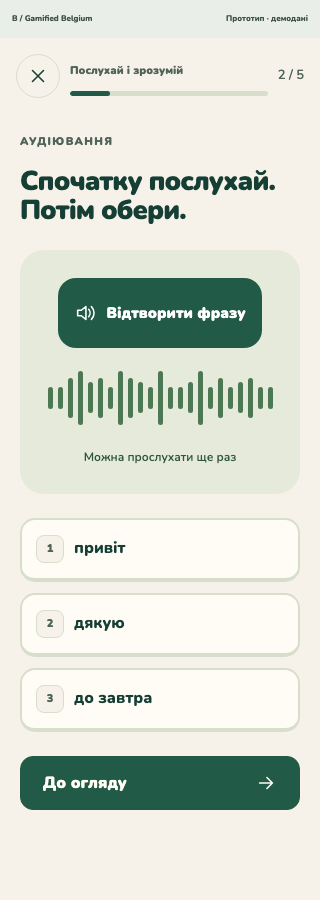 B / Gamified Belgium
Прототип · демодані
Послухай і зрозумій
2 / 5
АУДІЮВАННЯ
Спочатку послухай.
Потім обери.
Відтворити фразу
Можна прослухати ще раз
1 привіт
2 дякую
3 до завтра
До огляду